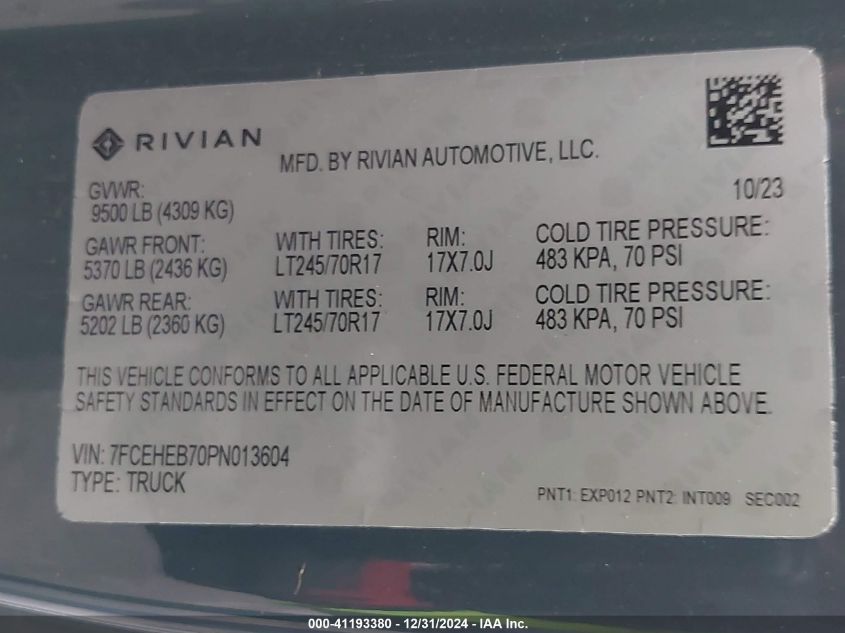 RIVIAN
MFD. BY RIVIAN AUTOMOTIVE, LLC.
10/23
GVWR:
9500 LB (4309 KG)
GAWR FRONT: WITH TIRES: RIM: COLD TIRE PRESSURE:
5370 LB (2436 KG) LT245/70R17 17X7.0J 483 KPA, 70 PSI
GAWR REAR: WITH TIRES: RIM: COLD TIRE PRESSURE:
5202 LB (2360 KG) LT245/70R17 17X7.0J 483 KPA, 70 PSI
THIS VEHICLE CONFORMS TO ALL APPLICABLE U.S. FEDERAL MOTOR VEHICLE
SAFETY STANDARDS IN EFFECT ON THE DATE OF MANUFACTURE SHOWN ABOVE.
VIN: 7FCEHEB70PN013604
TYPE: TRUCK
PNT1: EXP012 PNT2: INT009 SEC002
000-41193380 - 12/31/2024 - IAA Inc.